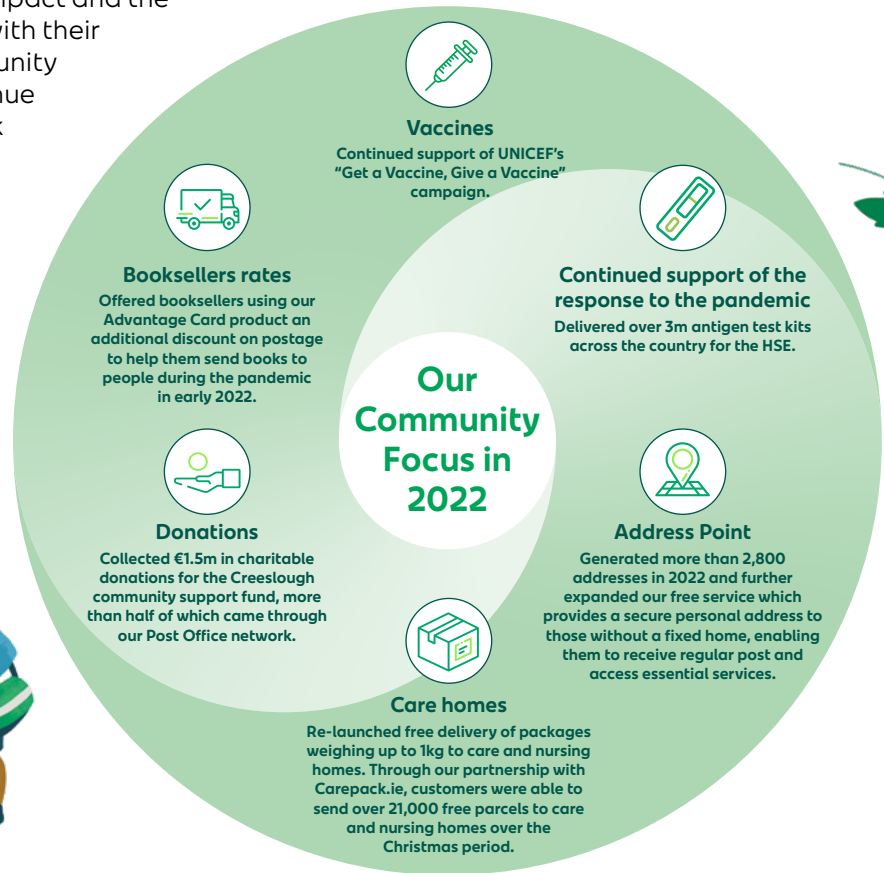 mpact and the
with their
unity
nue
Vaccines
Continued support of UNICEF's
“Get a Vaccine, Give a Vaccine”
campaign.
Continued support of the
response to the pandemic
Delivered over 3m antigen test kits
across the country for the HSE.
Address Point
Generated more than 2,800
addresses in 2022 and further
expanded our free service which
provides a secure personal address to
those without a fixed home, enabling
them to receive regular post and
access essential services.
Care homes
Re-launched free delivery of packages
weighing up to 1kg to care and nursing
homes. Through our partnership with
Carepack.ie, customers were able to
send over 21,000 free parcels to care
and nursing homes over the
Christmas period.
Donations
Collected €1.5m in charitable
donations for the Creeslough
community support fund, more
than half of which came through
our Post Office network.
Booksellers rates
Offered booksellers using our
Advantage Card product an
additional discount on postage
to help them send books to
people during the pandemic
in early 2022.
Our
Community
Focus in
2022